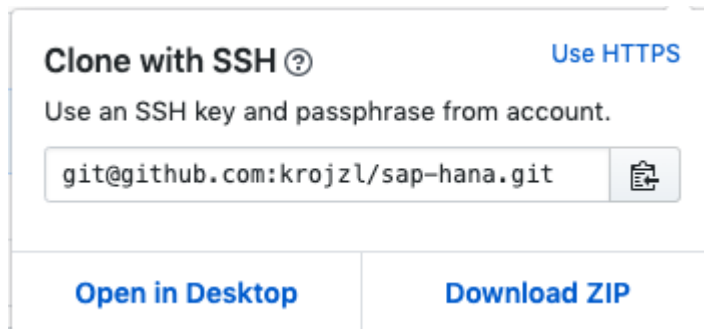 Clone with SSH ?
Use HTTPS
Use an SSH key and passphrase from account.
git@github.com:krojzl/sap-hana.git
Open in Desktop
Download ZIP